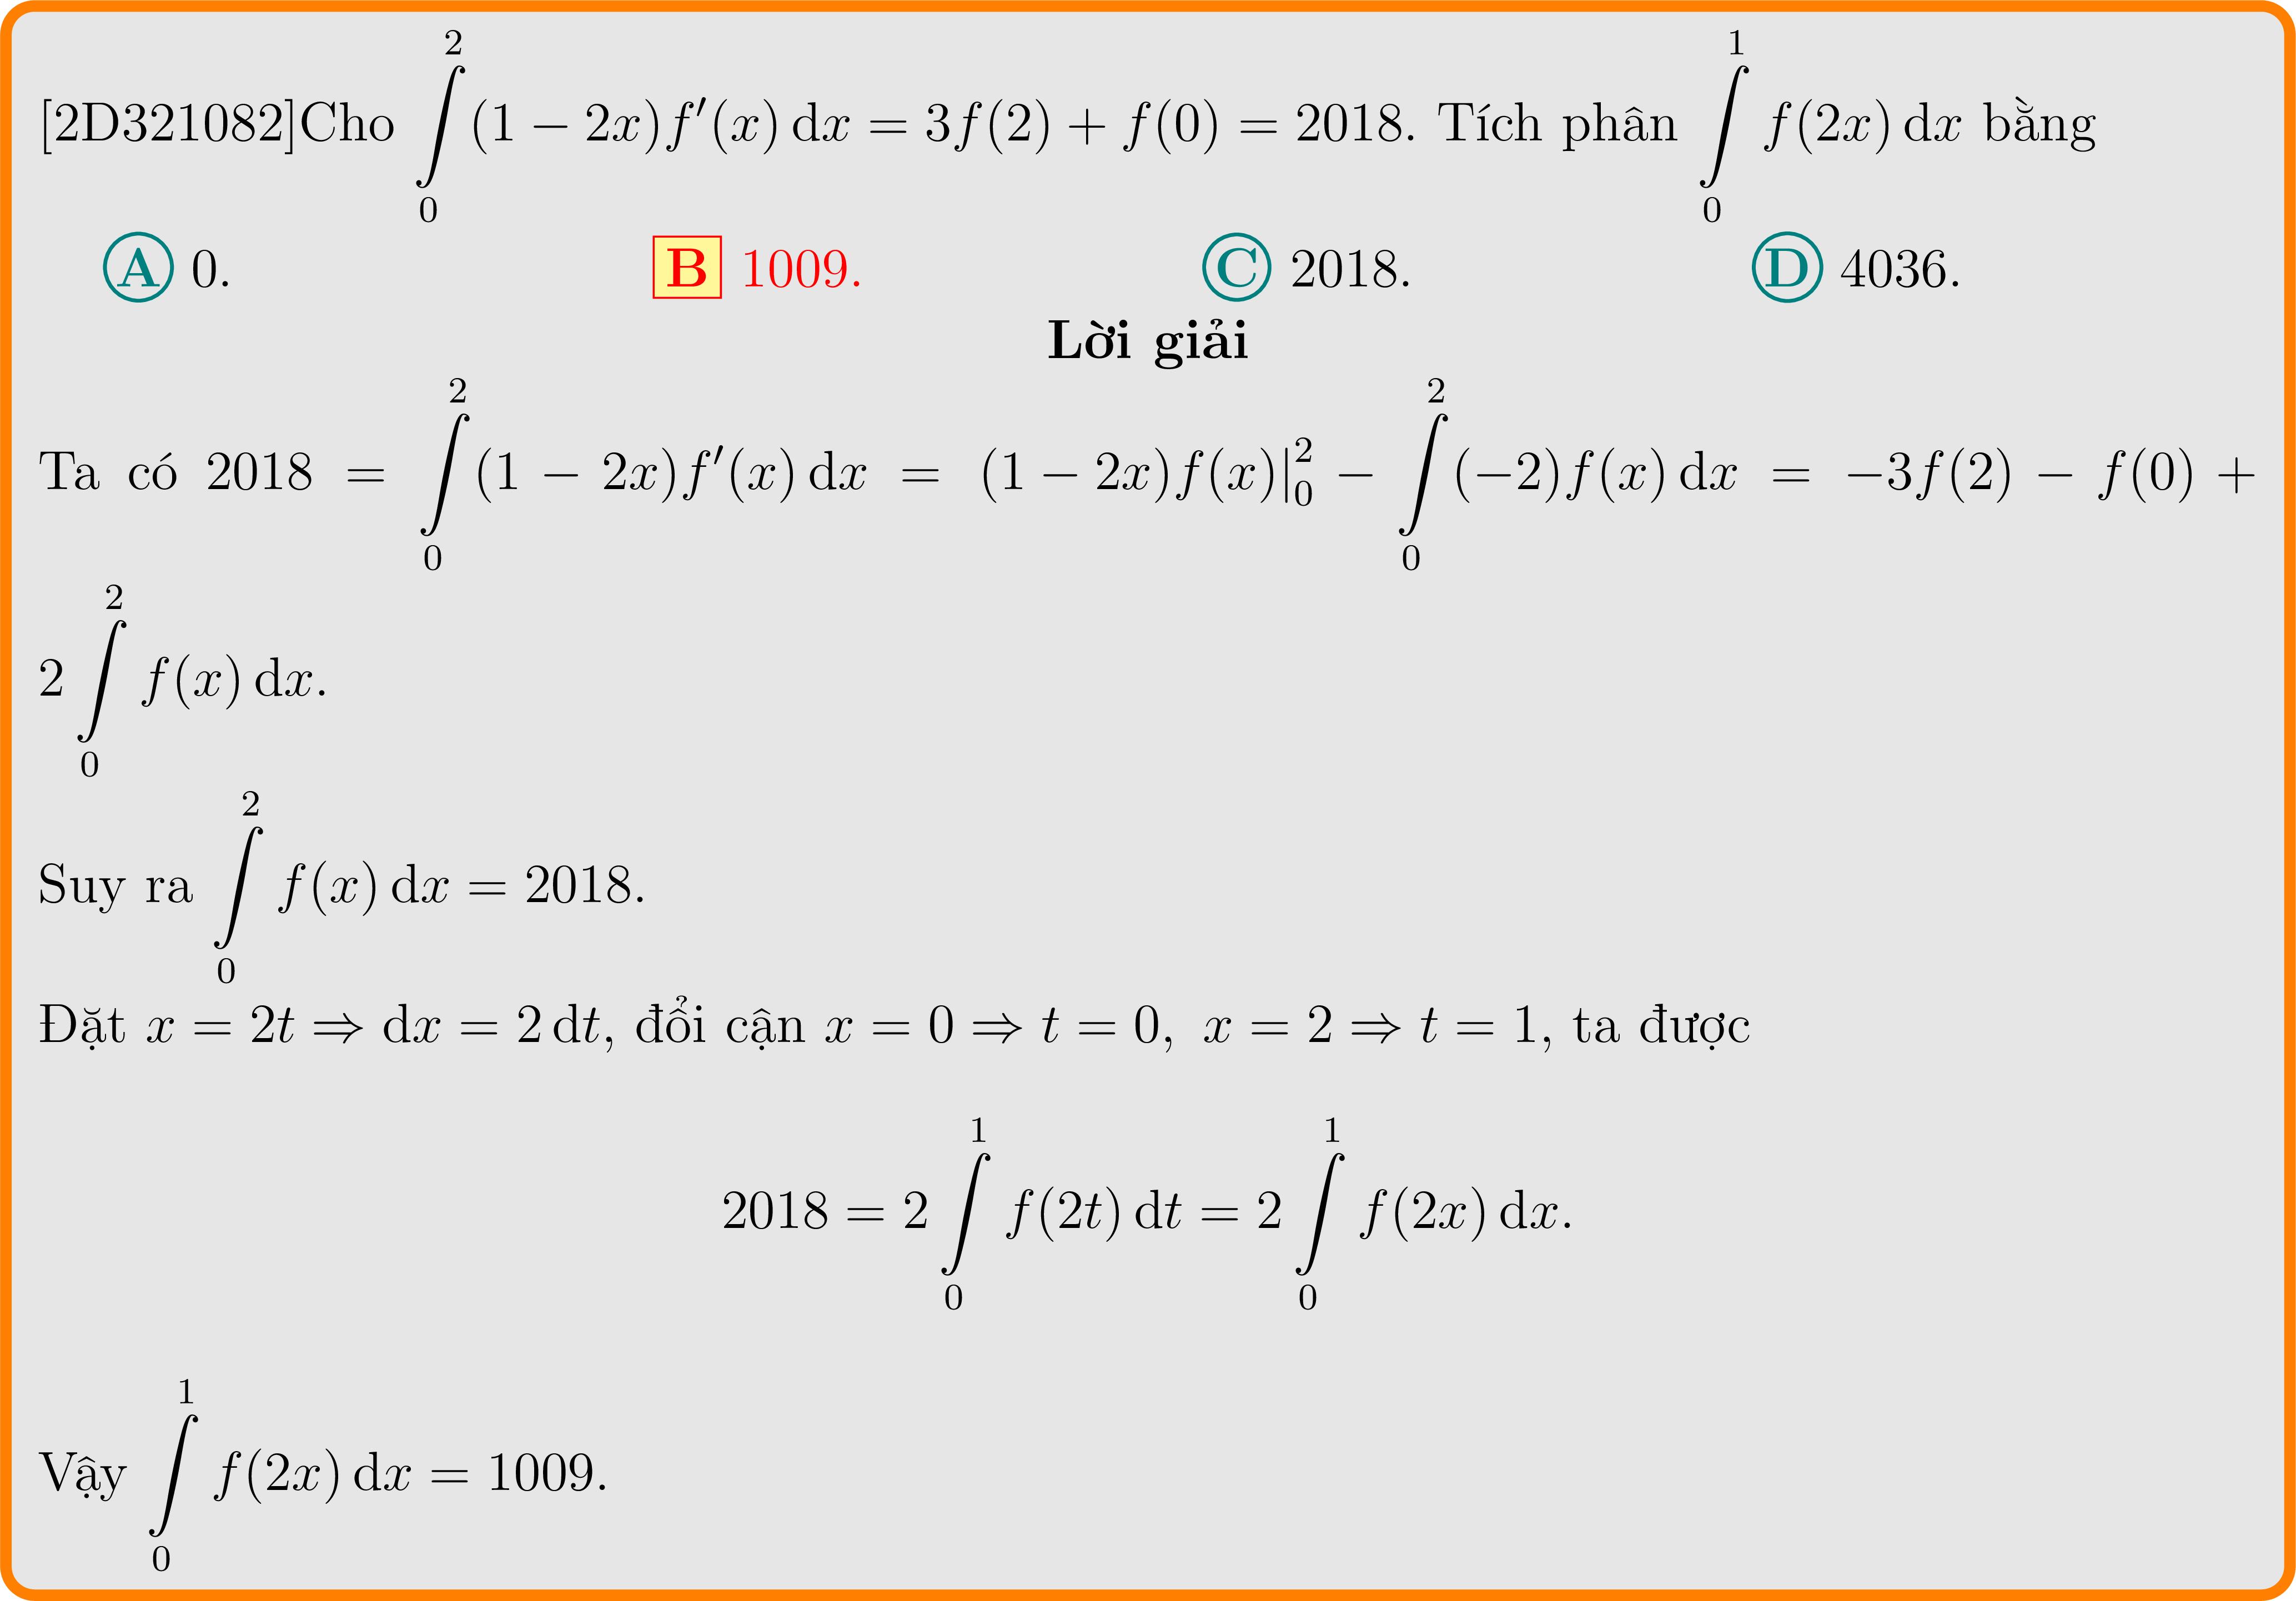 [2D321082]Cho $\int\limits_0^2 (1-2x)f'(x)\,\mathrm{d}x = 3f(2)+f(0) = 2018.$ Tích phân $\int\limits_0^1 f(2x)\,\mathrm{d}x$ bằng
A 0. B 1009. C 2018. D 4036.
Lời giải
Ta có $2018 = \int\limits_0^2 (1-2x)f'(x)\,\mathrm{d}x = (1-2x)f(x)|_0^2 - \int\limits_0^2 (-2)f(x)\,\mathrm{d}x = -3f(2) - f(0) +$
$2\int\limits_0^2 f(x)\,\mathrm{d}x.$
Suy ra $\int\limits_0^2 f(x)\,\mathrm{d}x = 2018.$
Đặt $x = 2t \Rightarrow \mathrm{d}x = 2\,\mathrm{d}t$, đổi cận $x = 0 \Rightarrow t = 0,\ x = 2 \Rightarrow t = 1$, ta được
$2018 = 2\int\limits_0^1 f(2t)\,\mathrm{d}t = 2\int\limits_0^1 f(2x)\,\mathrm{d}x.$
Vậy $\int\limits_0^1 f(2x)\,\mathrm{d}x = 1009.$